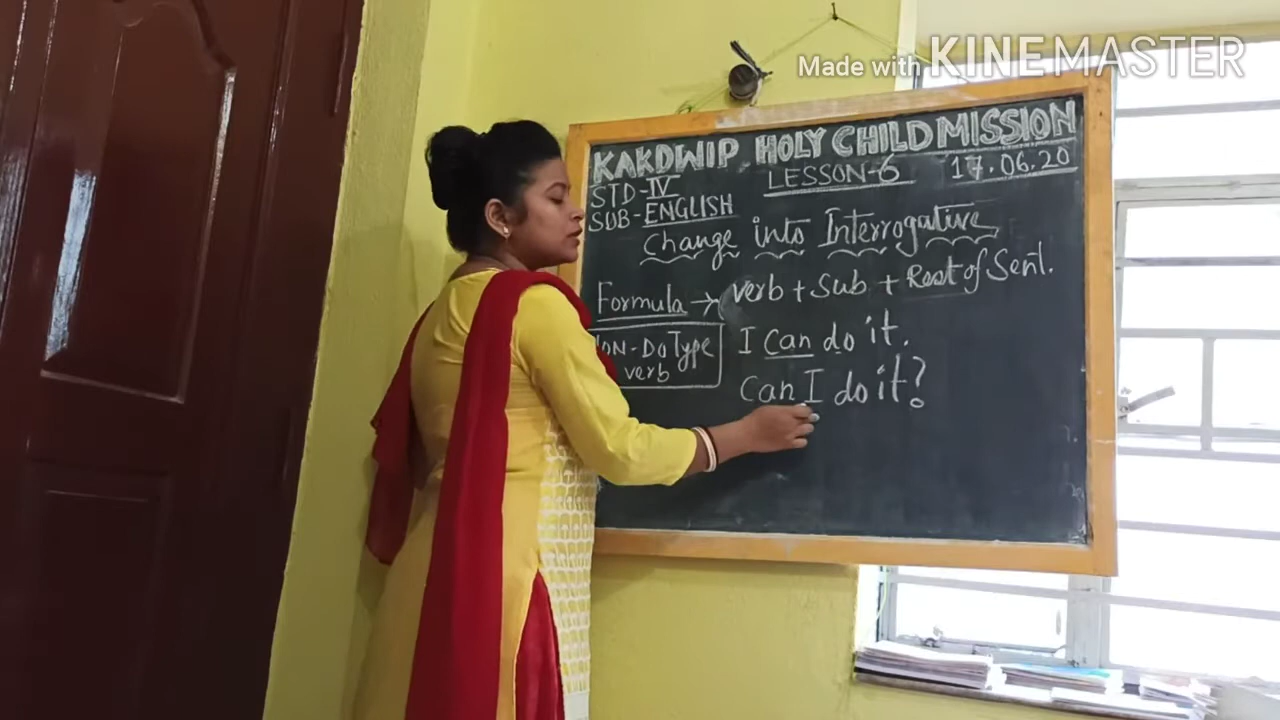 Made with KINEMASTER
KAKDWIP HOLY CHILD MISSION
STD-IV LESSON-6 17.06.20
SUB-ENGLISH
Change into Interrogative
Formula → verb + Sub + Rest of Sent.
NON-Do Type
verb
I can do it.
can I do it?